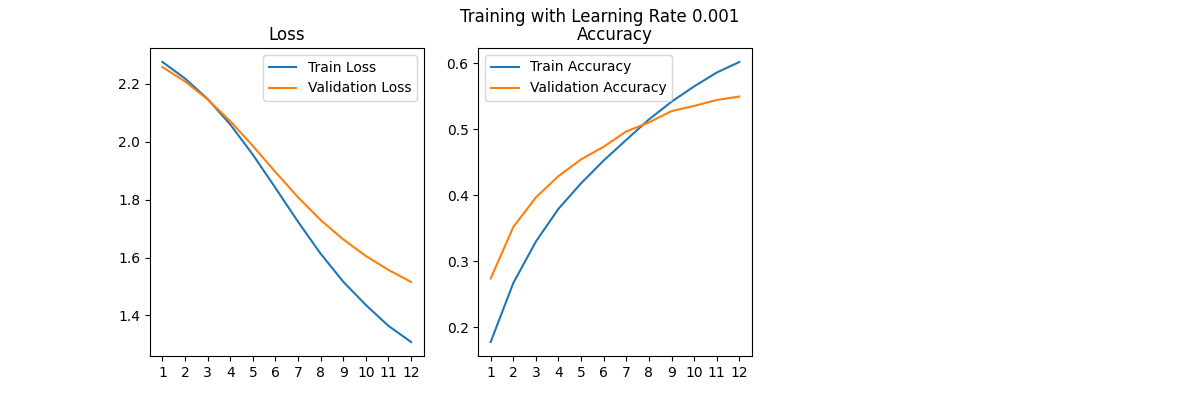 Training with Learning Rate 0.001
Loss
Train Loss
Validation Loss
2.2
2.0
1.8
1.6
1.4
1 2 3 4 5 6 7 8 9 10 11 12
Accuracy
Train Accuracy
Validation Accuracy
0.6
0.5
0.4
0.3
0.2
1 2 3 4 5 6 7 8 9 10 11 12